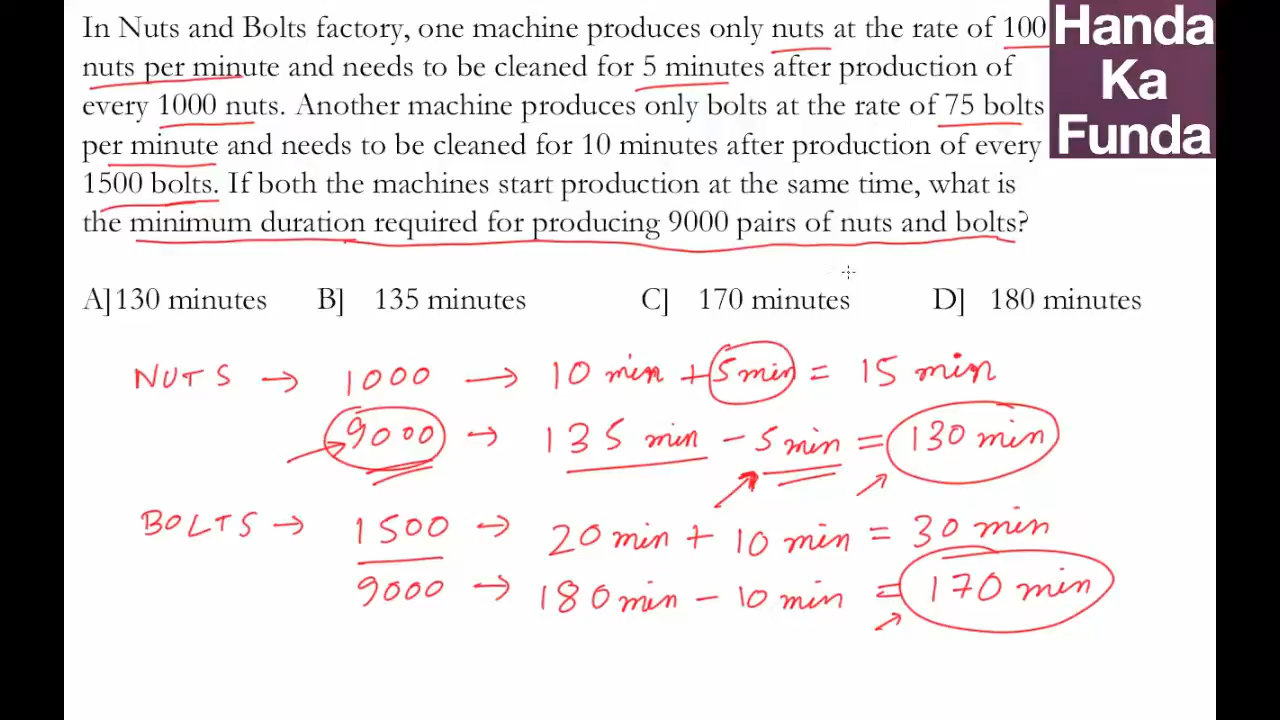 In Nuts and Bolts factory, one machine produces only nuts at the rate of 100
nuts per minute and needs to be cleaned for 5 minutes after production of
every 1000 nuts. Another machine produces only bolts at the rate of 75 bolts
per minute and needs to be cleaned for 10 minutes after production of every
1500 bolts. If both the machines start production at the same time, what is
the minimum duration required for producing 9000 pairs of nuts and bolts?
Handa
Ka
Funda
A] 130 minutes B] 135 minutes C] 170 minutes D] 180 minutes
NUTS → 1000 → 10 min + 5 min = 15 min
9000 → 135 min - 5 min = 130 min
BOLTS → 1500 → 20 min + 10 min = 30 min
9000 → 180 min - 10 min = 170 min